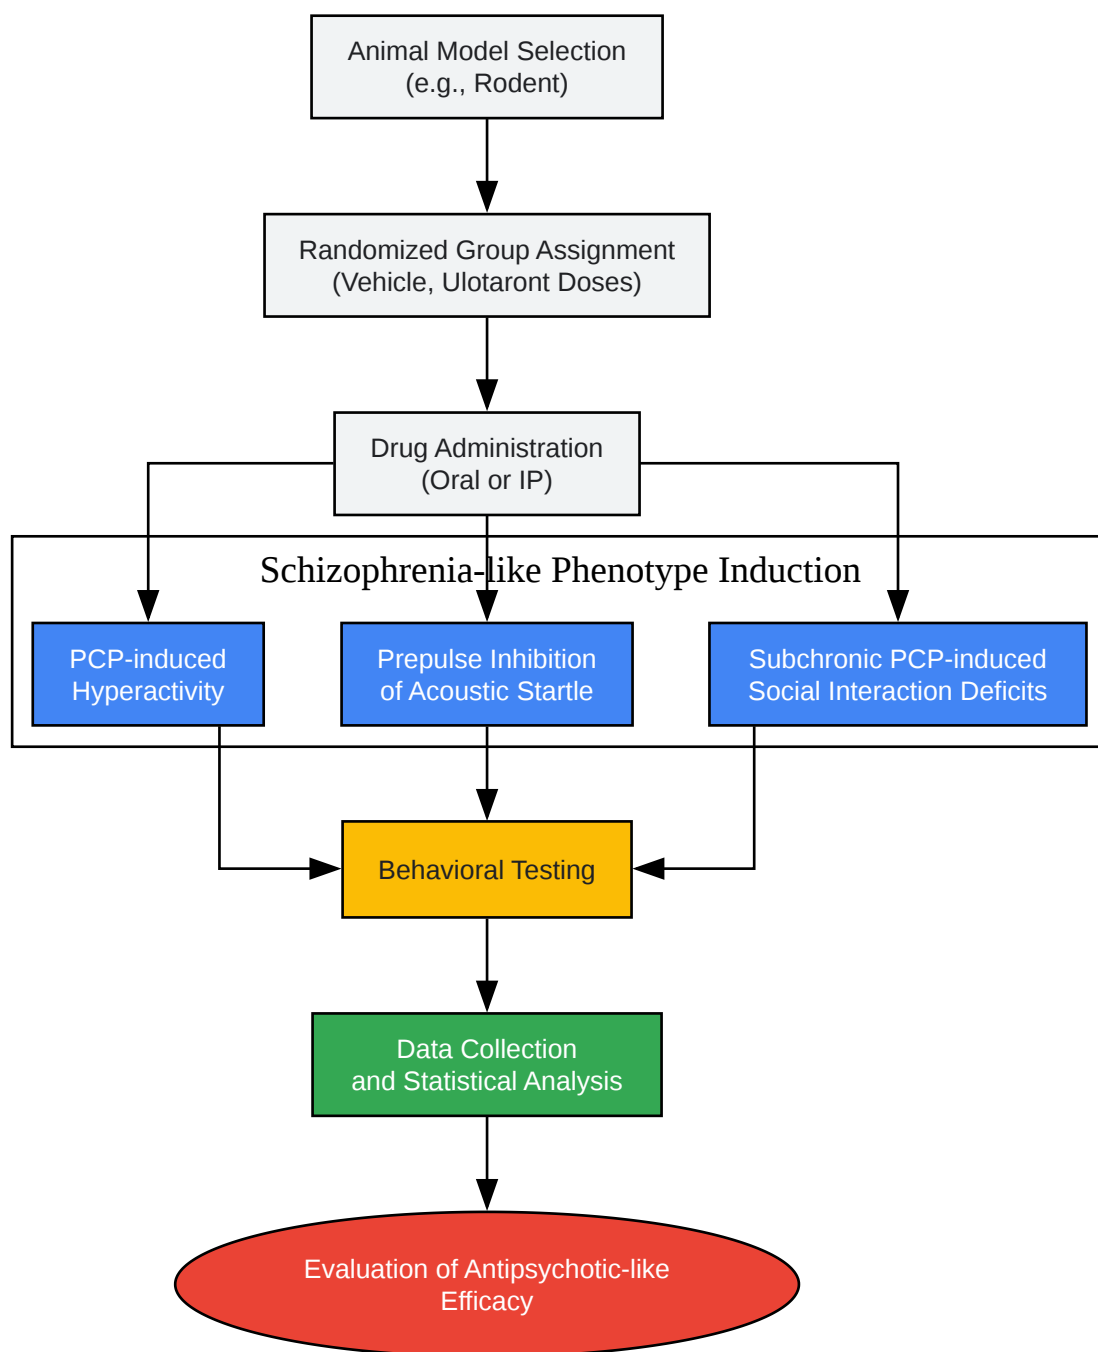 Animal Model Selection
(e.g., Rodent)
Randomized Group Assignment
(Vehicle, Ulotaront Doses)
Drug Administration
(Oral or IP)
Schizophrenia-like Phenotype Induction
PCP-induced
Hyperactivity
Prepulse Inhibition
of Acoustic Startle
Subchronic PCP-induced
Social Interaction Deficits
Behavioral Testing
Data Collection
and Statistical Analysis
Evaluation of Antipsychotic-like
Efficacy